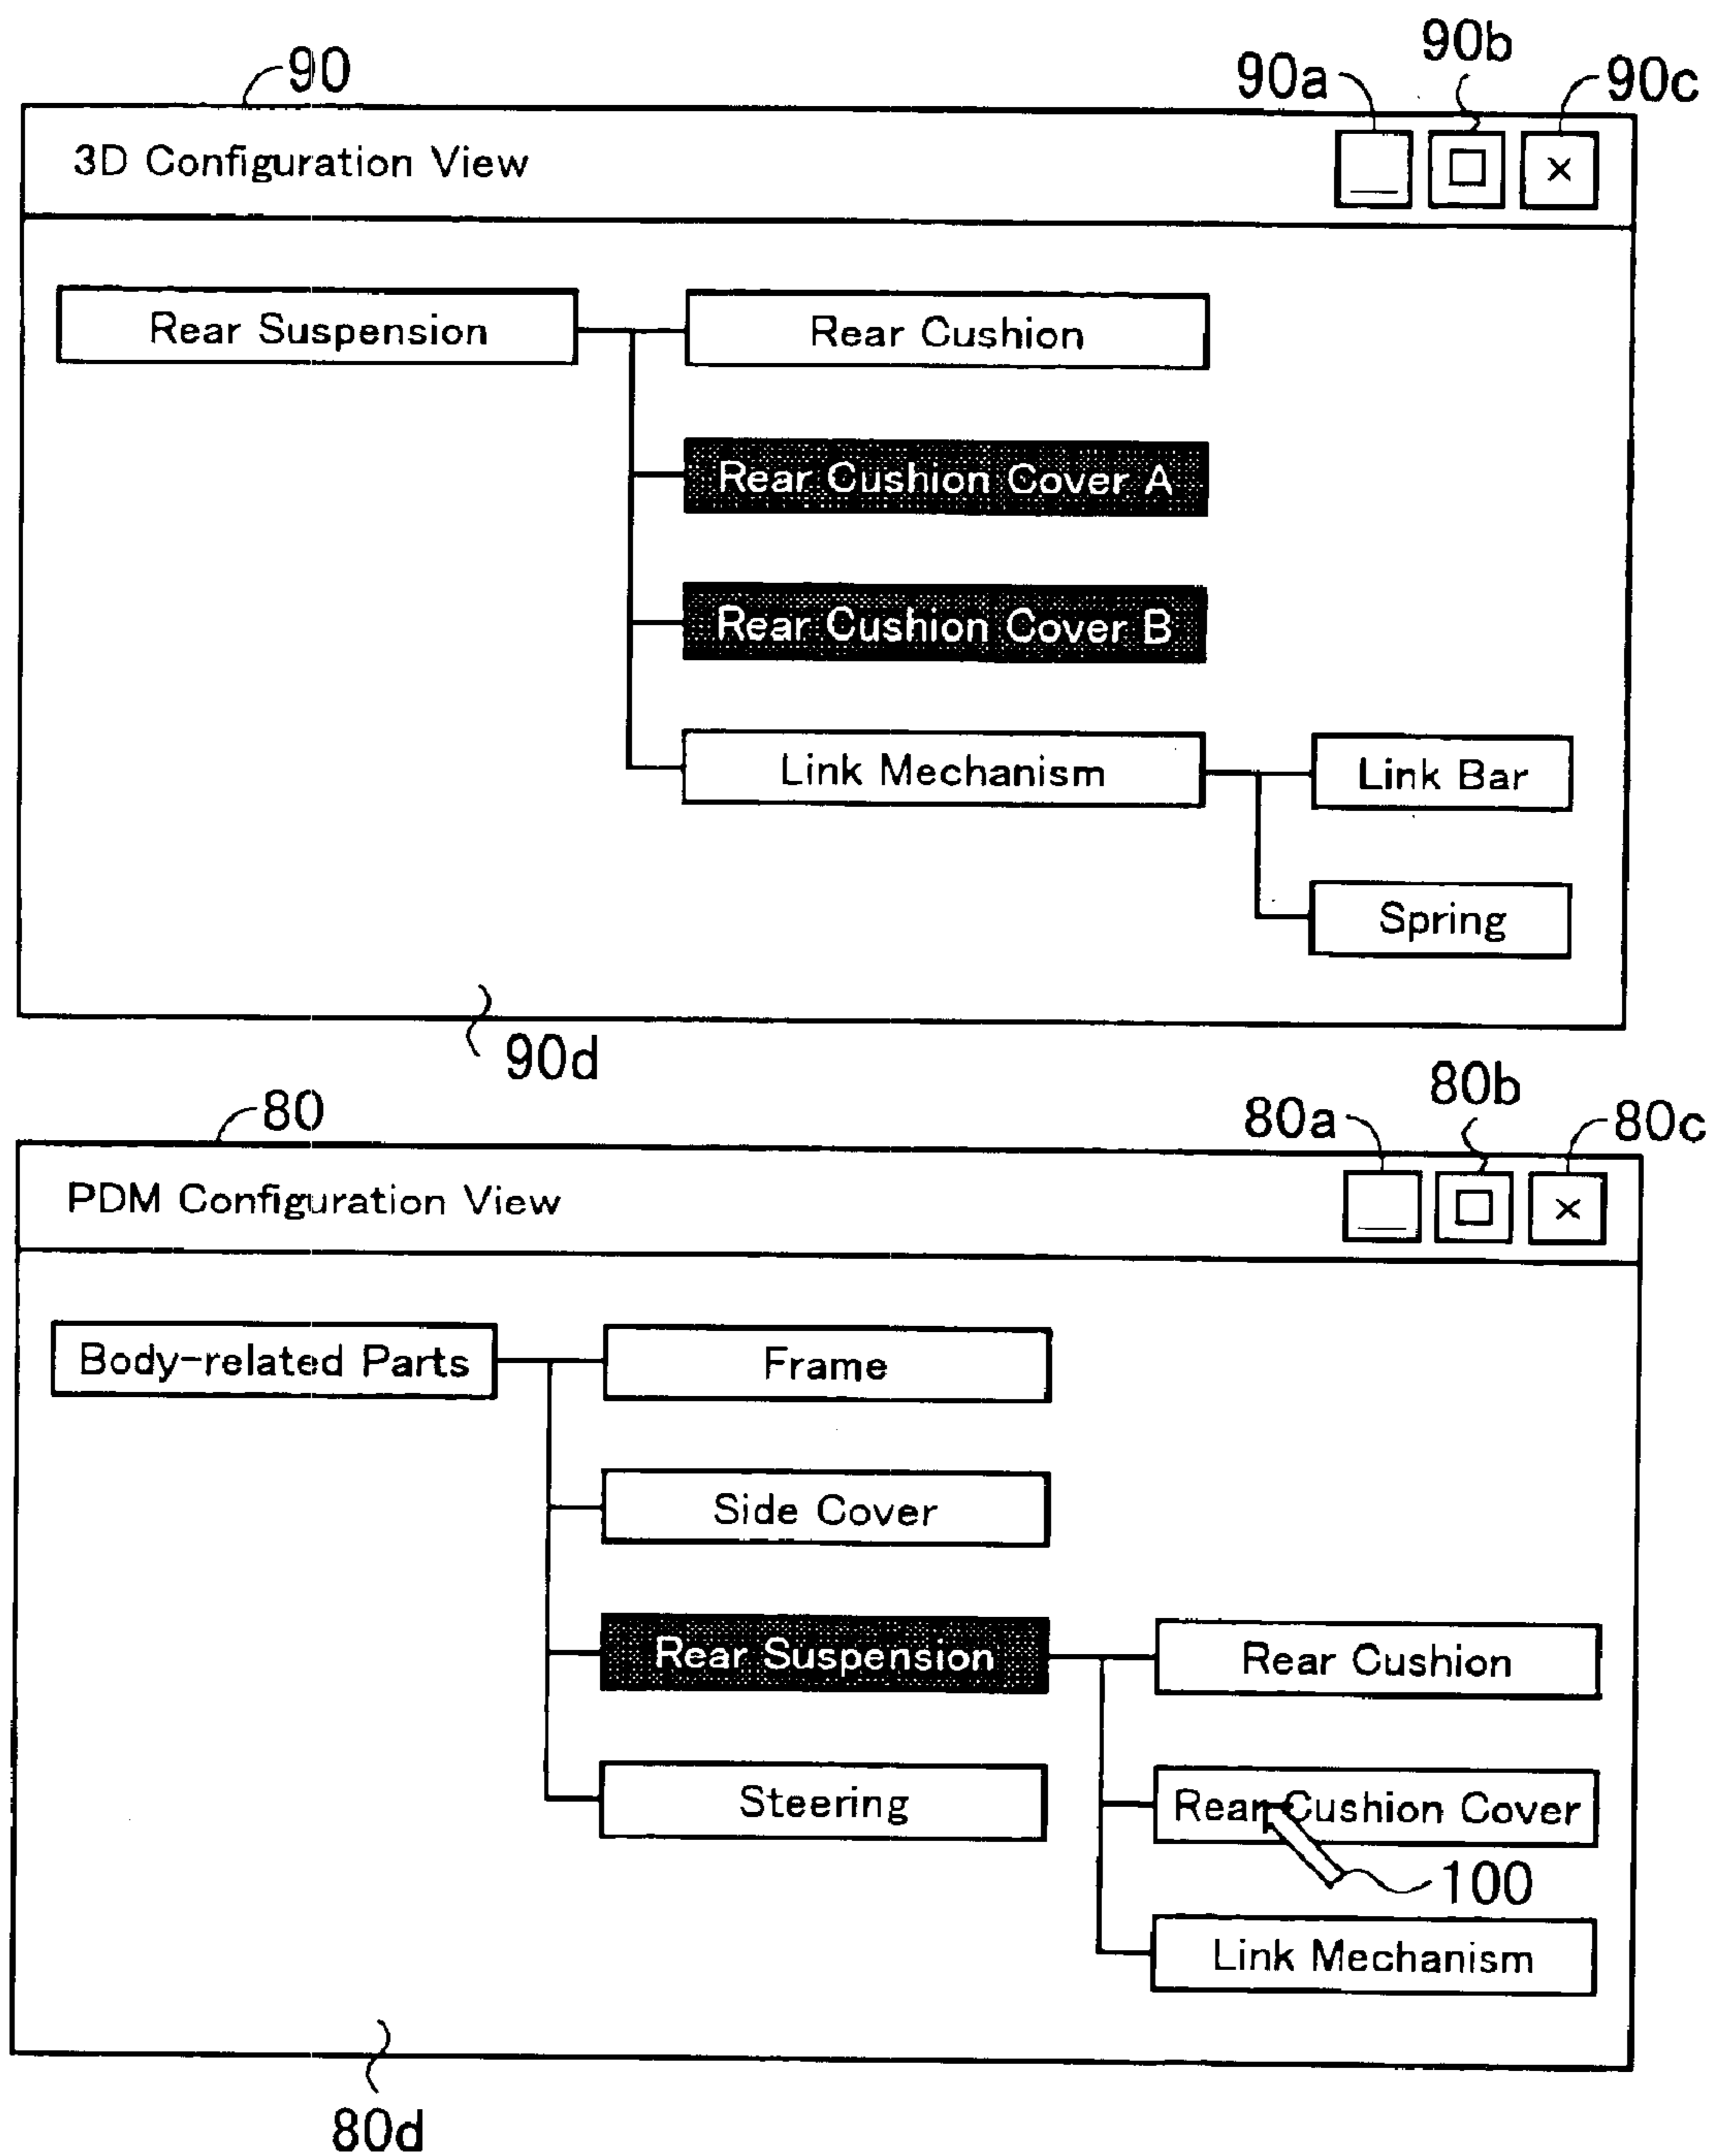 90
90a
90b
90c
3D Configuration View
×
Rear Suspension
Rear Cushion
Rear Cushion Cover A
Rear Cushion Cover B
Link Mechanism
Link Bar
Spring
90d
80
80a
80b
80c
PDM Configuration View
×
Body-related Parts
Frame
Side Cover
Rear Suspension
Rear Cushion
Steering
Rear Cushion Cover
100
Link Mechanism
80d